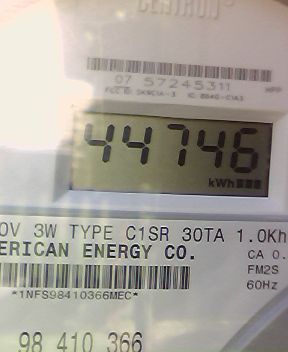 CENTRON®
07 57245311
44746
kWh
0V 3W TYPE C1SR 30TA 1.0Kh
ERICAN ENERGY CO.
CA 0.
FM2S
*1NFS98410366MEC*
60Hz
98 410 366